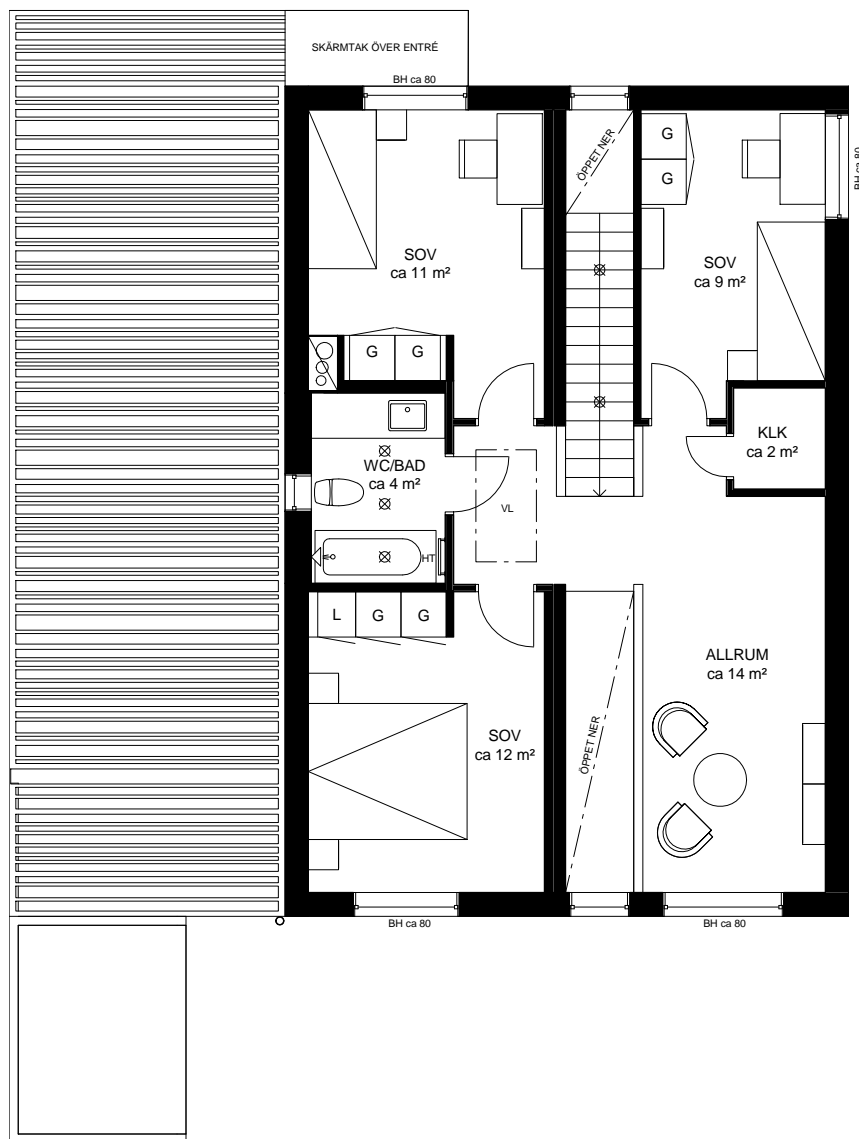 SKÄRMTAK ÖVER ENTRÉ
BH ca 80
ÖPPET NER
G
G
BH ca 80
SOV
ca 11 m²
SOV
ca 9 m²
G
G
KLK
ca 2 m²
WC/BAD
ca 4 m²
VL
HT
L
G
G
ALLRUM
ca 14 m²
SOV
ca 12 m²
ÖPPET NER
BH ca 80
BH ca 80